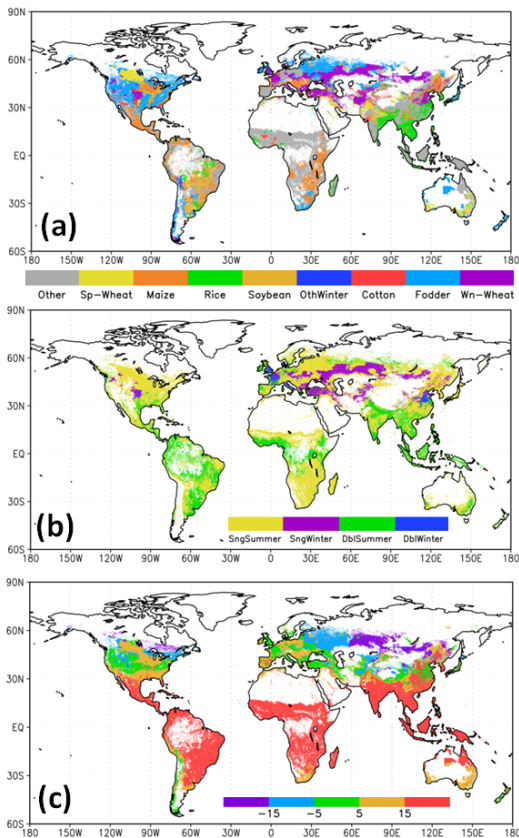 90N
60N
30N
EQ
30S
60S
180 150W 120W 90W 60W 30W 0 30E 60E 90E 120E 150E 180
(a)
Other Sp-Wheat Maize Rice Soybean OthWinter Cotton Fodder Wn-Wheat
90N
60N
30N
EQ
30S
60S
180 150W 120W 90W 60W 30W 0 30E 60E 90E 120E 150E 180
(b)
SngSummer SngWinter DblSummer DblWinter
90N
60N
30N
EQ
30S
60S
180 150W 120W 90W 60W 30W 0 30E 60E 90E 120E 150E 180
(c)
-15 -5 5 15